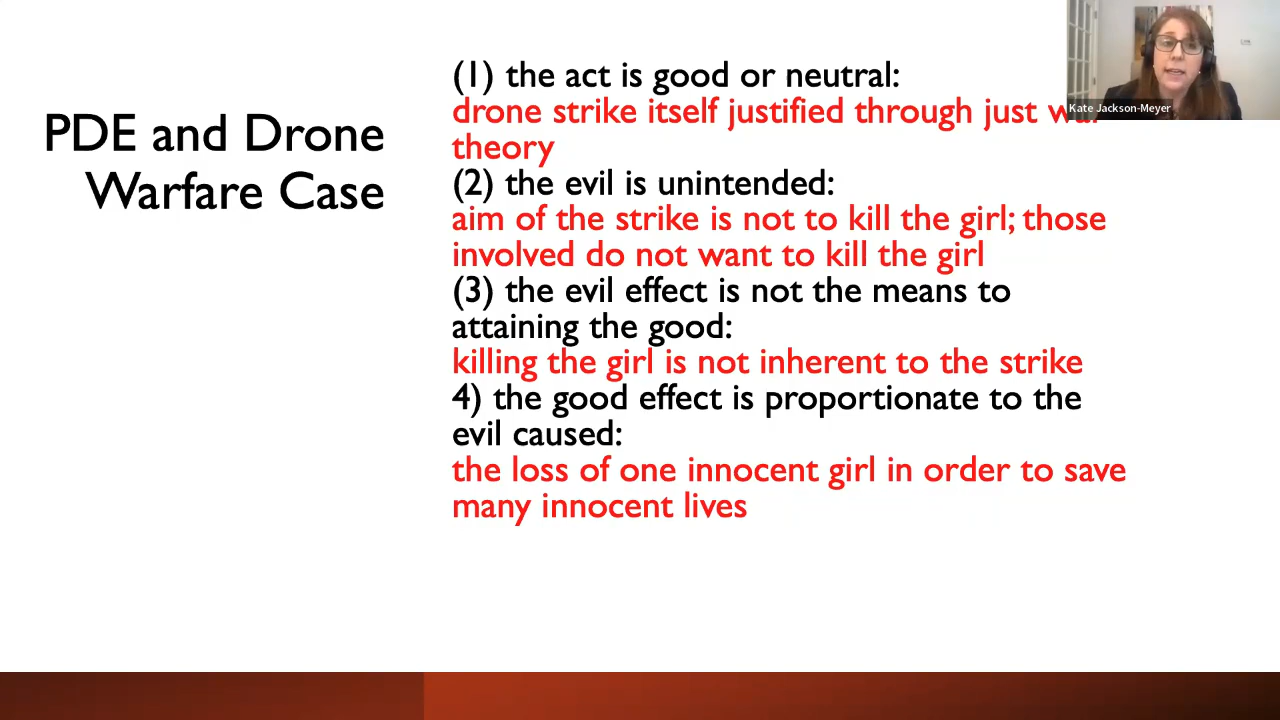 PDE and Drone
Warfare Case
(1) the act is good or neutral:
drone strike itself justified through just war
theory
(2) the evil is unintended:
aim of the strike is not to kill the girl; those
involved do not want to kill the girl
(3) the evil effect is not the means to
attaining the good:
killing the girl is not inherent to the strike
4) the good effect is proportionate to the
evil caused:
the loss of one innocent girl in order to save
many innocent lives
Kate Jackson-Meyer